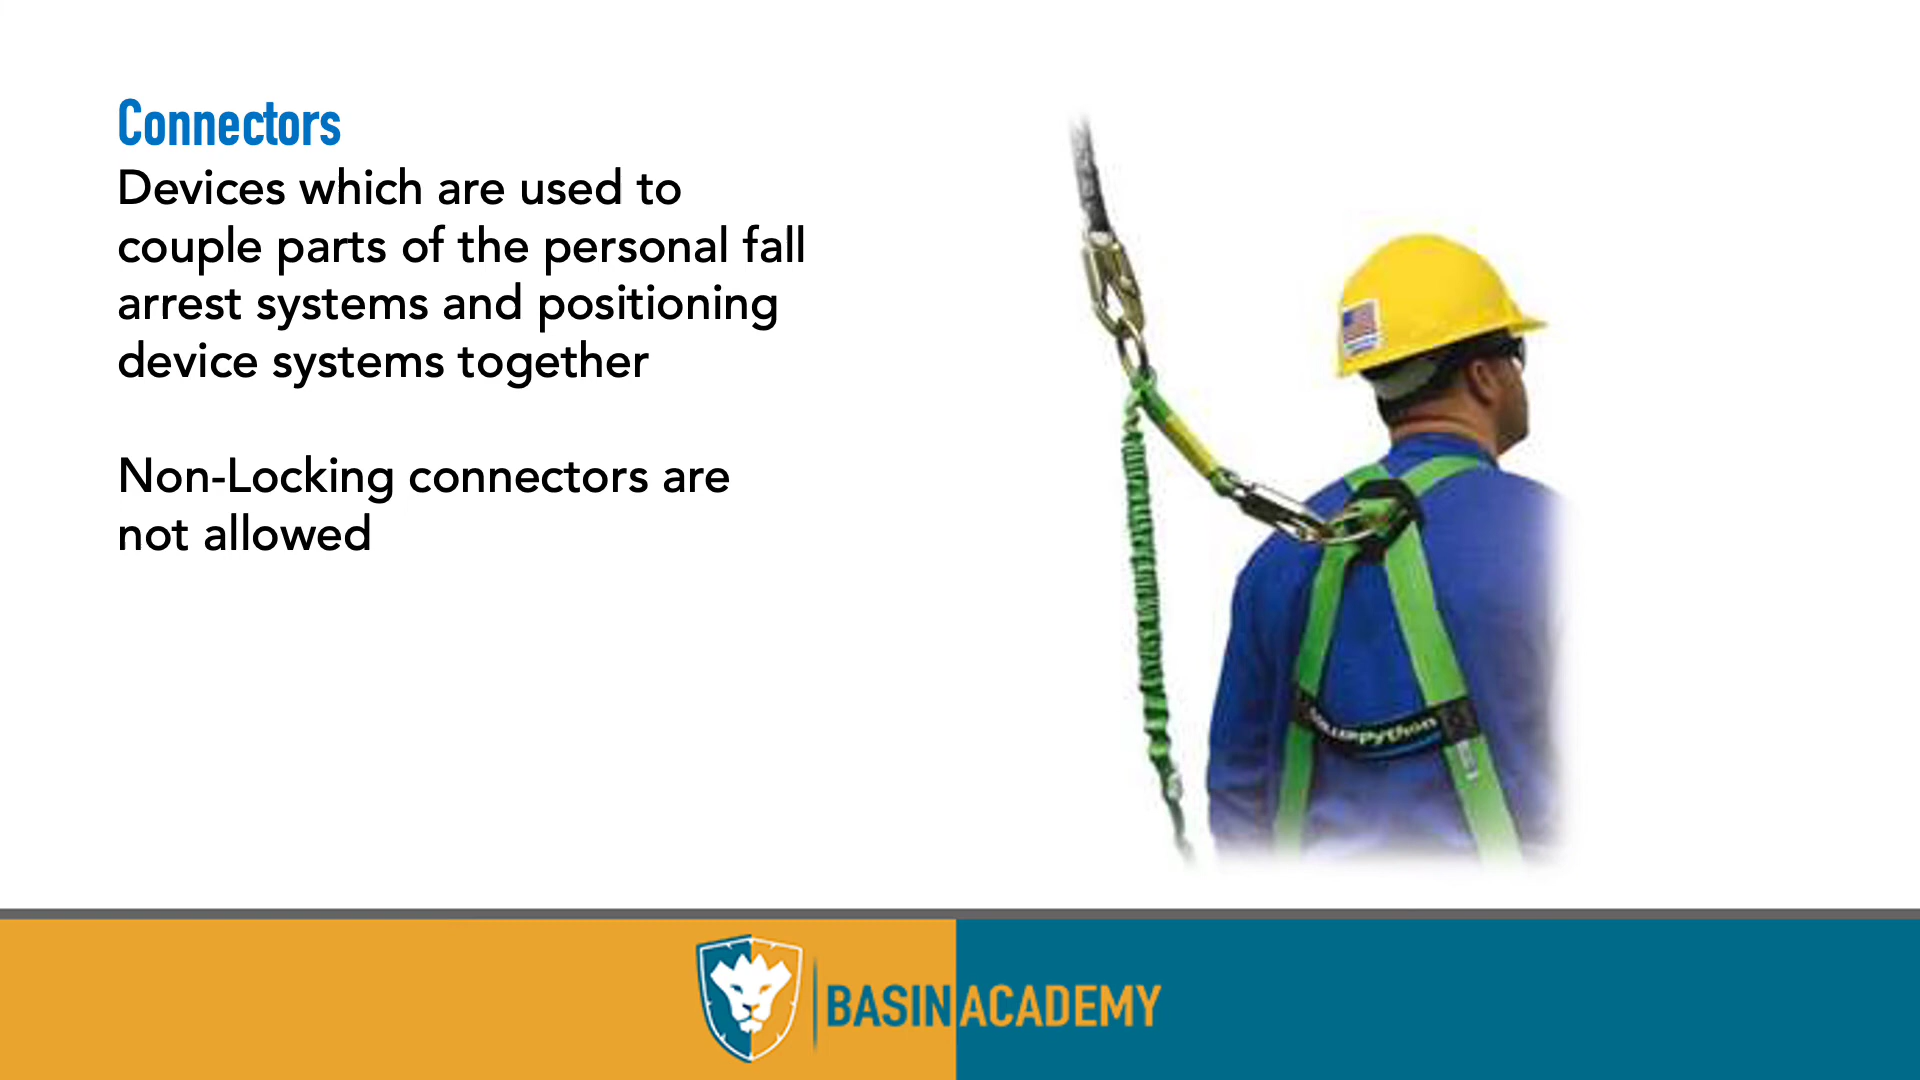 Connectors
Devices which are used to
couple parts of the personal fall
arrest systems and positioning
device systems together
Non-Locking connectors are
not allowed
Python
BASIN ACADEMY